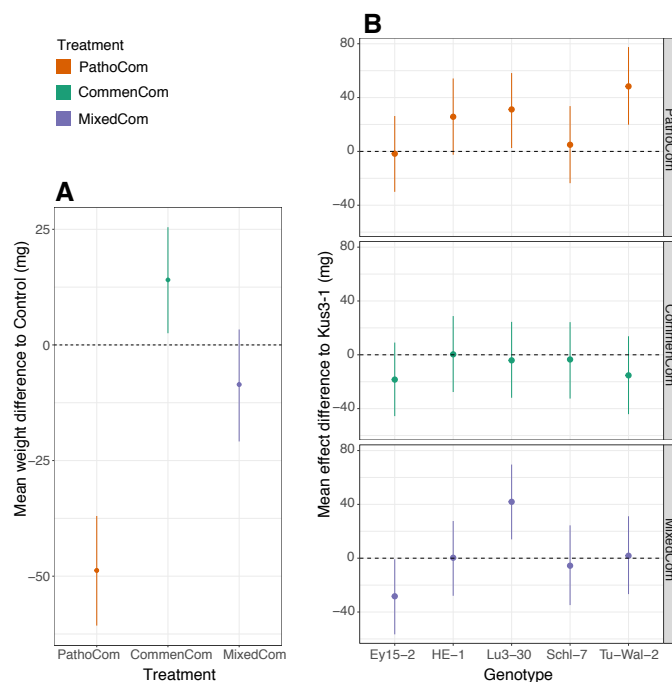 Treatment
PathoCom
CommenCom
MixedCom
A
Mean weight difference to Control (mg)
25
0
−25
−50
PathoCom
CommenCom
MixedCom
Treatment
B
Mean effect difference to Kus3-1 (mg)
80
40
0
−40
PathoCom
80
40
0
−40
CommenCom
80
40
0
−40
MixedCom
Ey15−2
HE−1
Lu3−30
Schl−7
Tu−Wal−2
Genotype